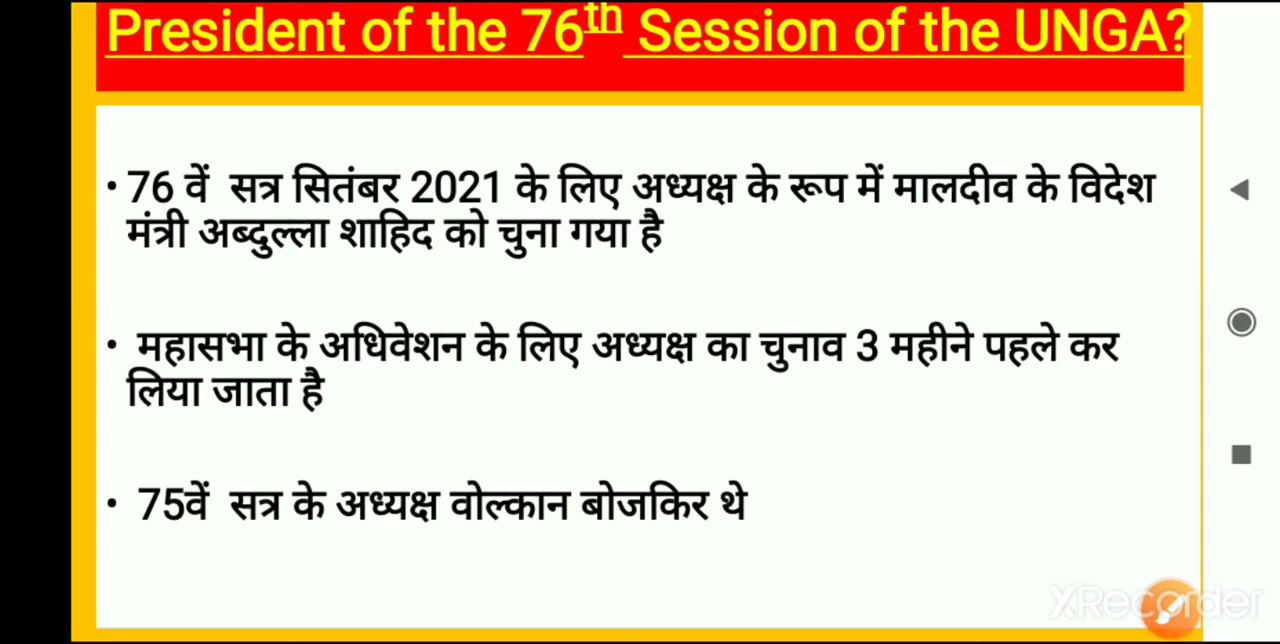 President of the 76th Session of the UNGA?
• 76 वें सत्र सितंबर 2021 के लिए अध्यक्ष के रूप में मालदीव के विदेश
मंत्री अब्दुल्ला शाहिद को चुना गया है
• महासभा के अधिवेशन के लिए अध्यक्ष का चुनाव 3 महीने पहले कर
लिया जाता है
• 75वें सत्र के अध्यक्ष वोल्कान बोजकिर थे
XRecorder